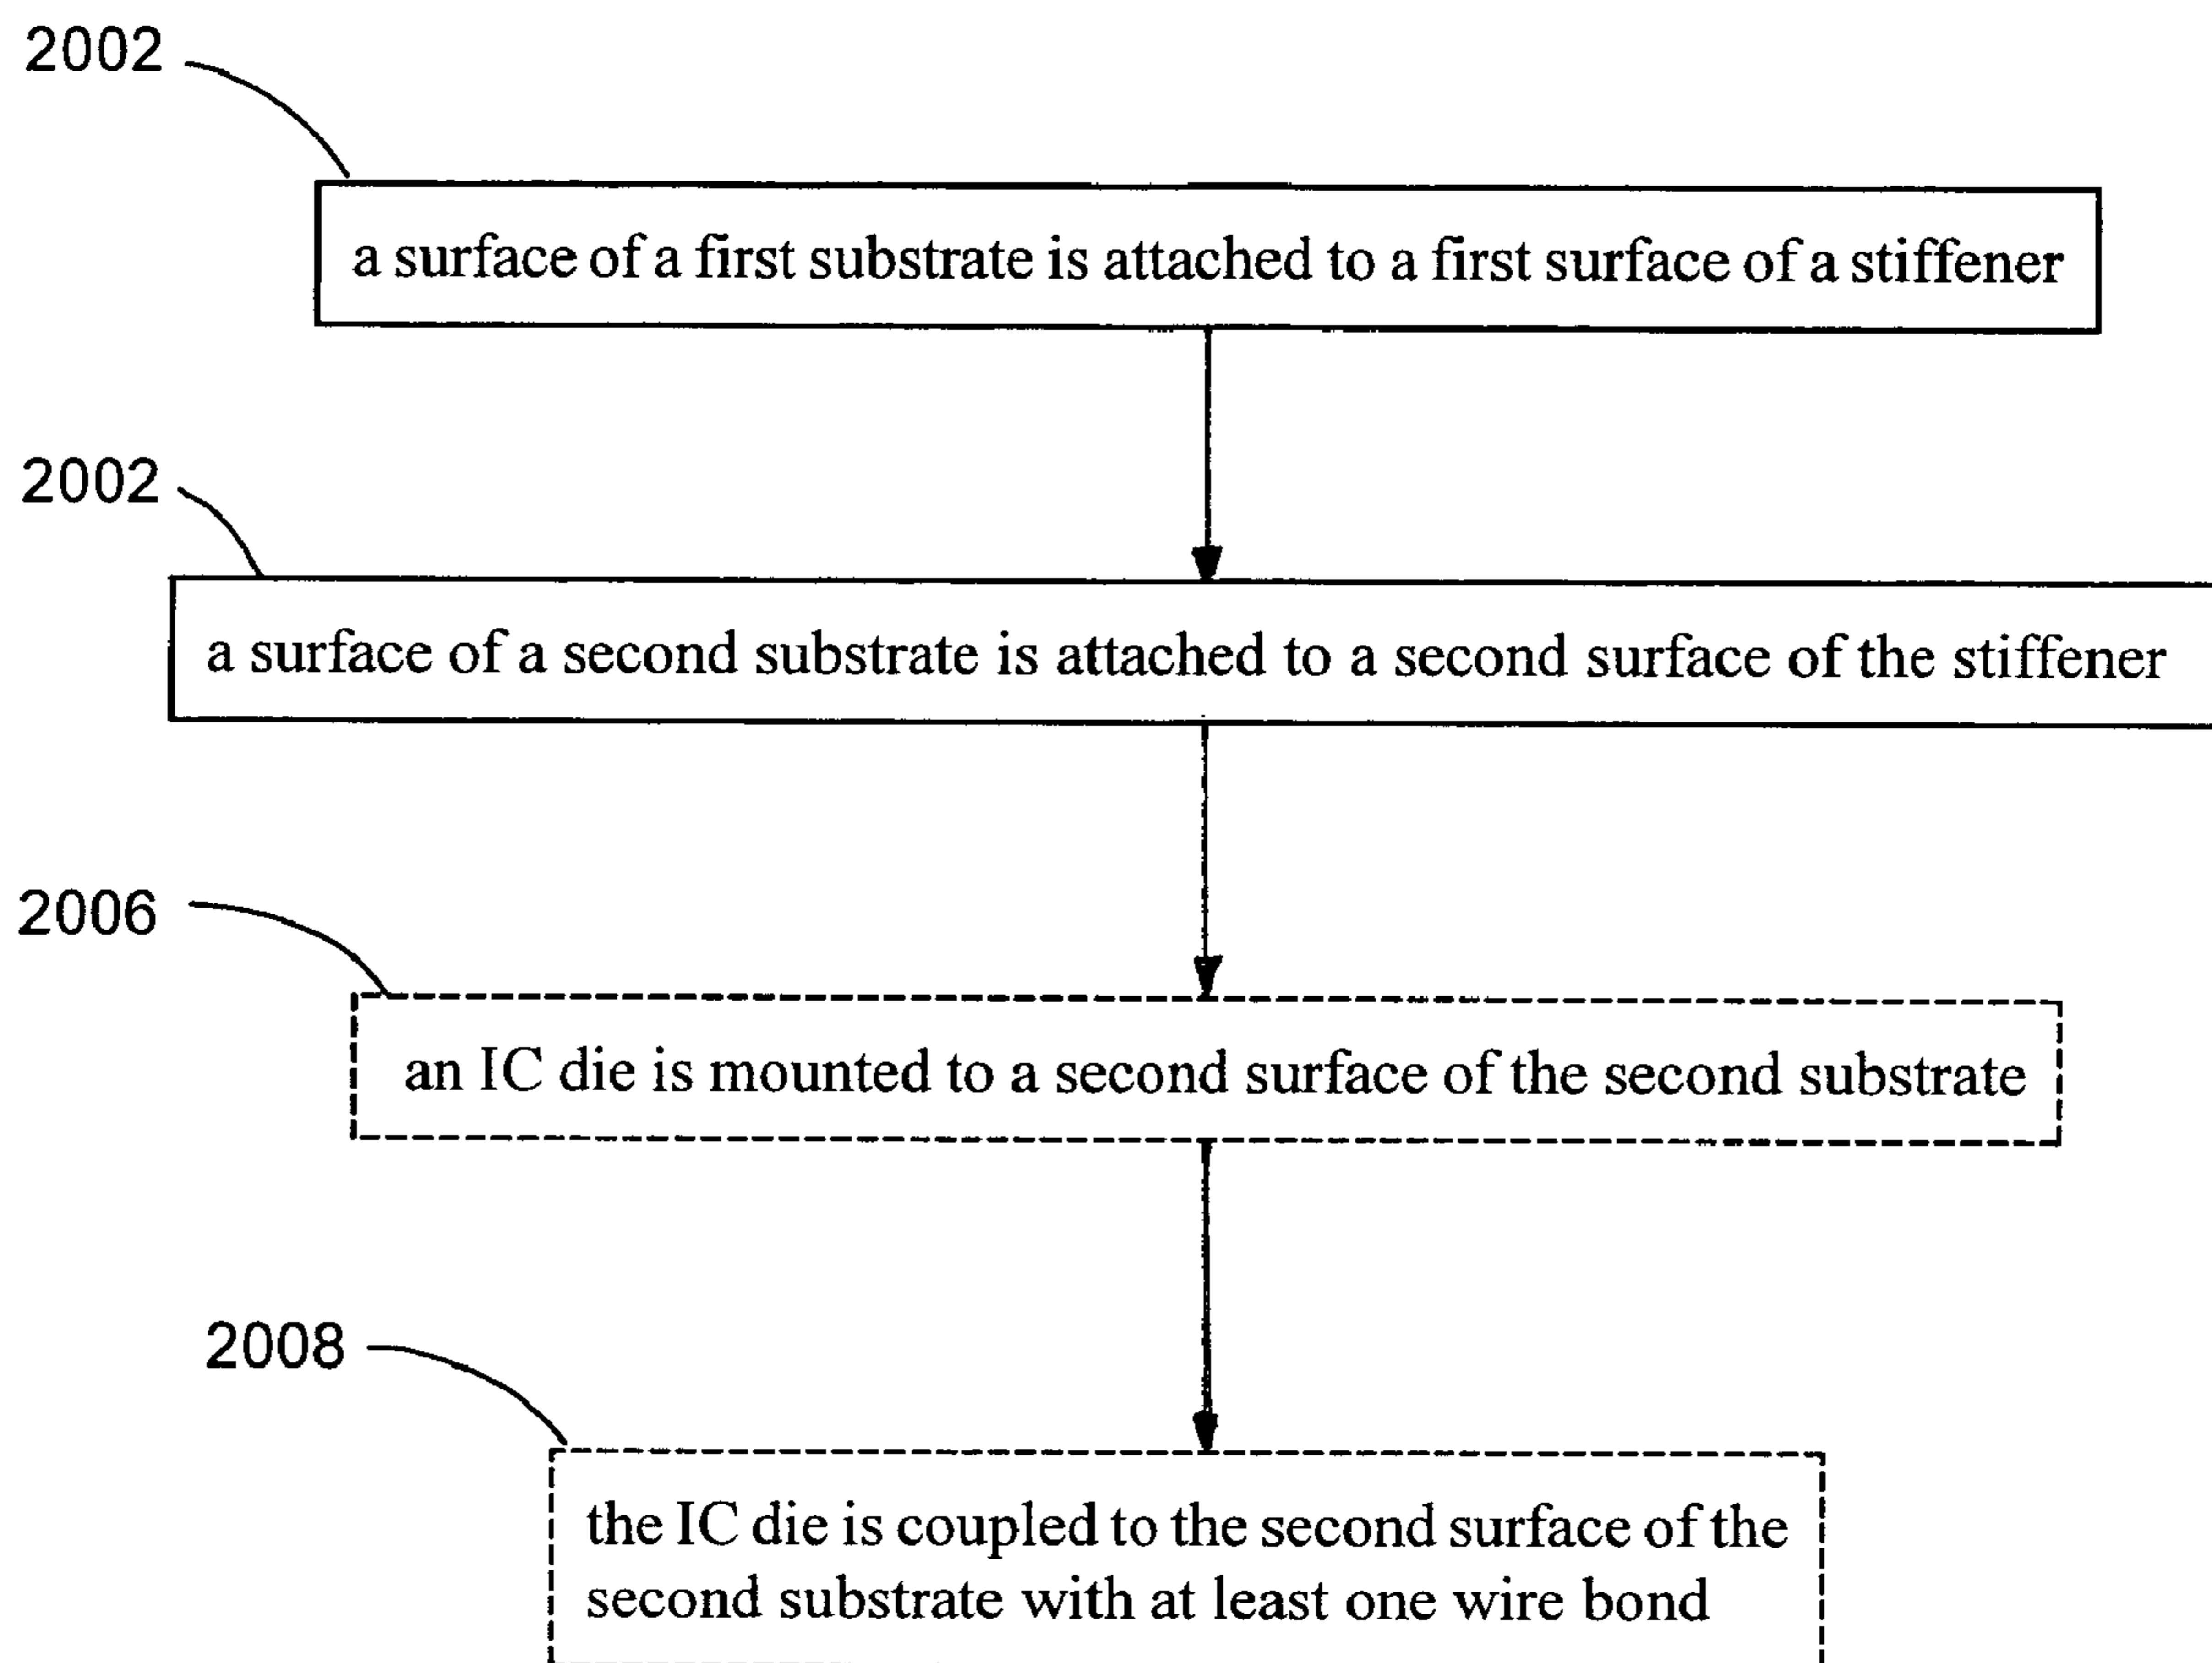 2002
a surface of a first substrate is attached to a first surface of a stiffener
2002
a surface of a second substrate is attached to a second surface of the stiffener
2006
an IC die is mounted to a second surface of the second substrate
2008
the IC die is coupled to the second surface of the
second substrate with at least one wire bond